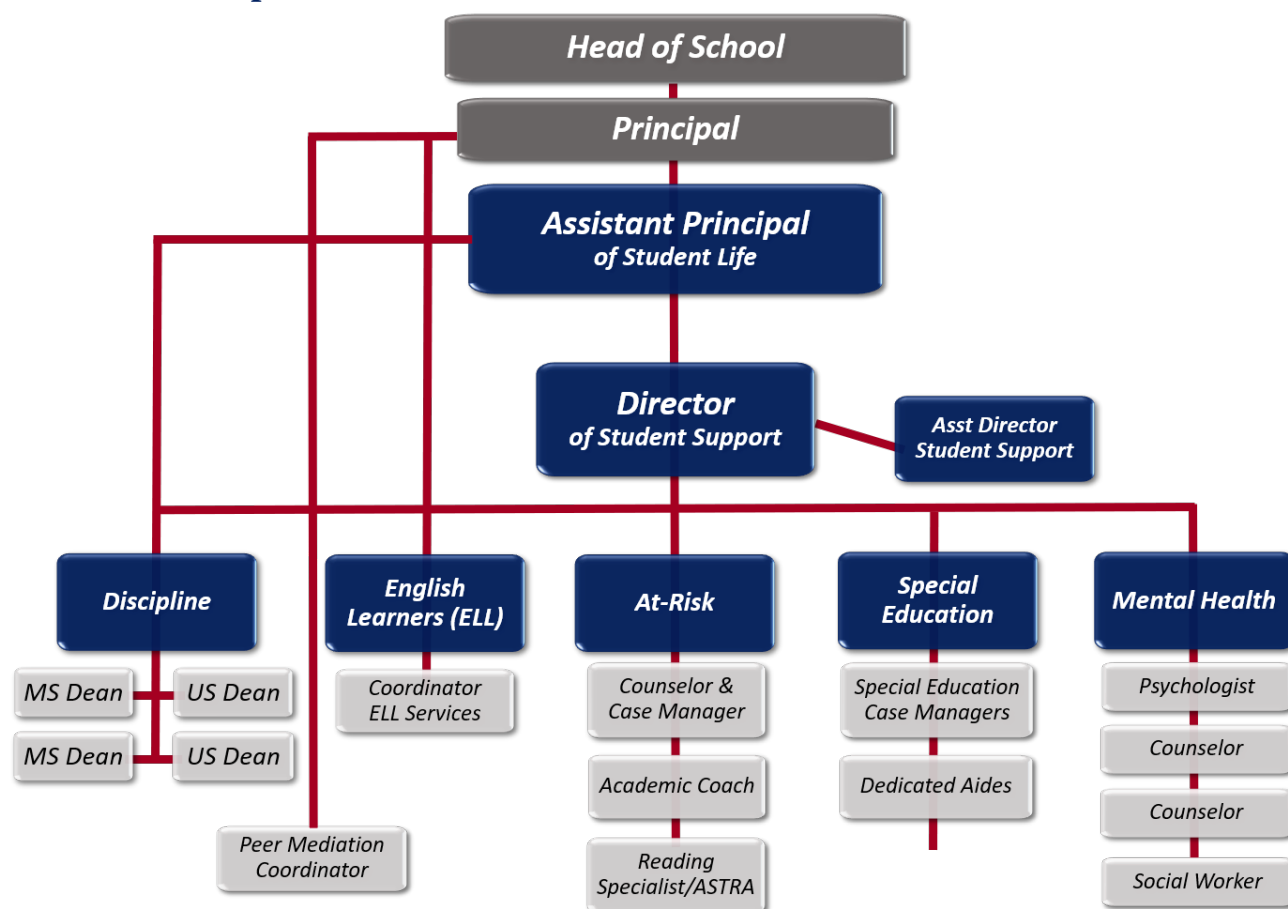 Head of School
Principal
Assistant Principal
of Student Life
Director
of Student Support
Asst Director
Student Support
Discipline
English
Learners (ELL)
At-Risk
Special
Education
Mental Health
MS Dean
US Dean
MS Dean
US Dean
Coordinator
ELL Services
Counselor &
Case Manager
Academic Coach
Reading
Specialist/ASTRA
Special Education
Case Managers
Dedicated Aides
Psychologist
Counselor
Counselor
Social Worker
Peer Mediation
Coordinator